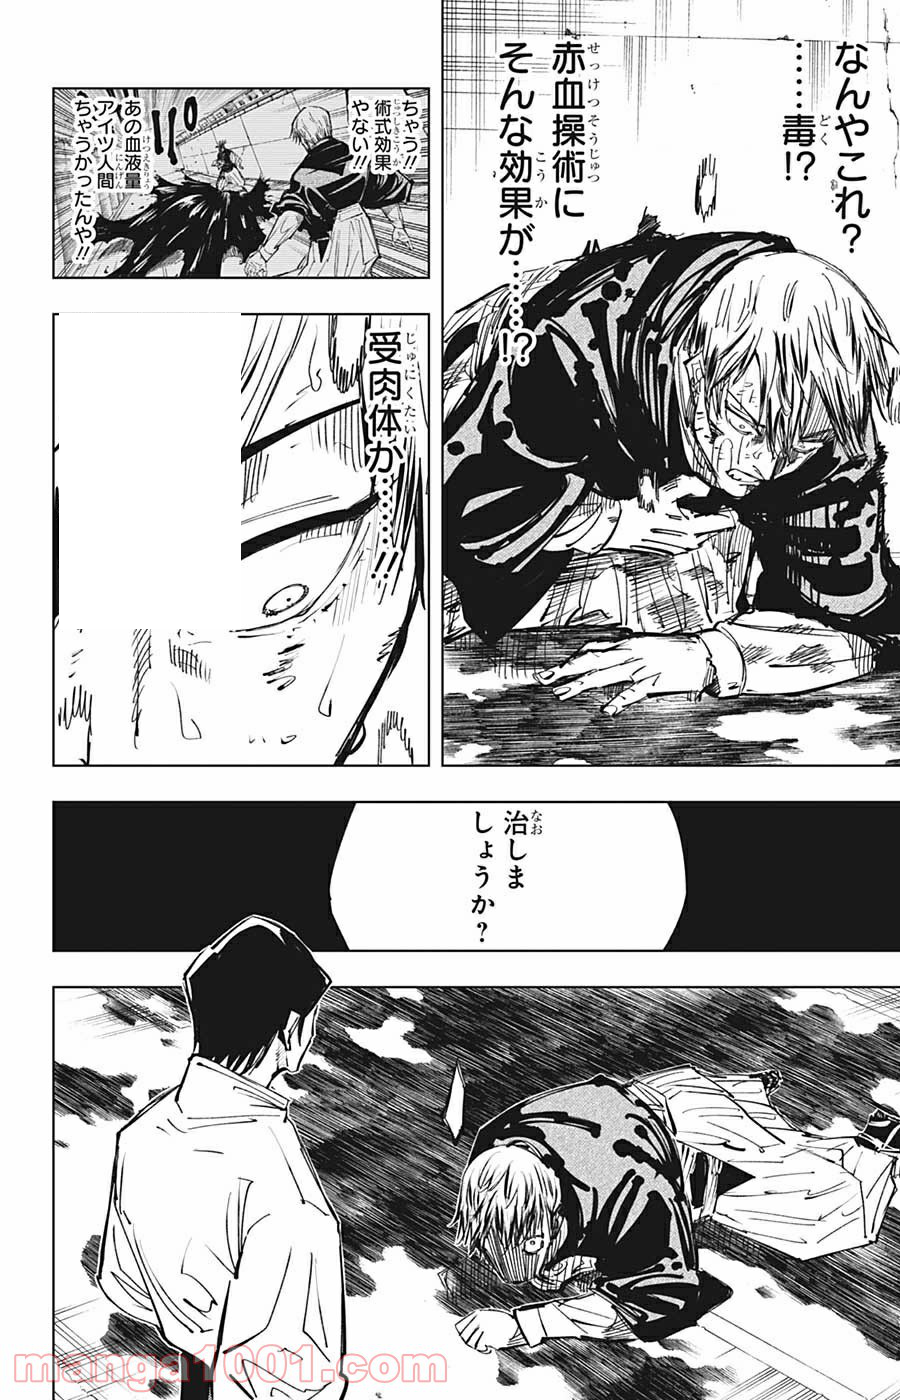 なんやこれ？
……毒！？
赤血操術に
そんな効果が………！？
ちゃう！！
術式効果
やない！！
あの血液量
アイツ人間
ちゃうかったんや！！
受肉体か………！！
治しま
しょうか？
manga1001.com